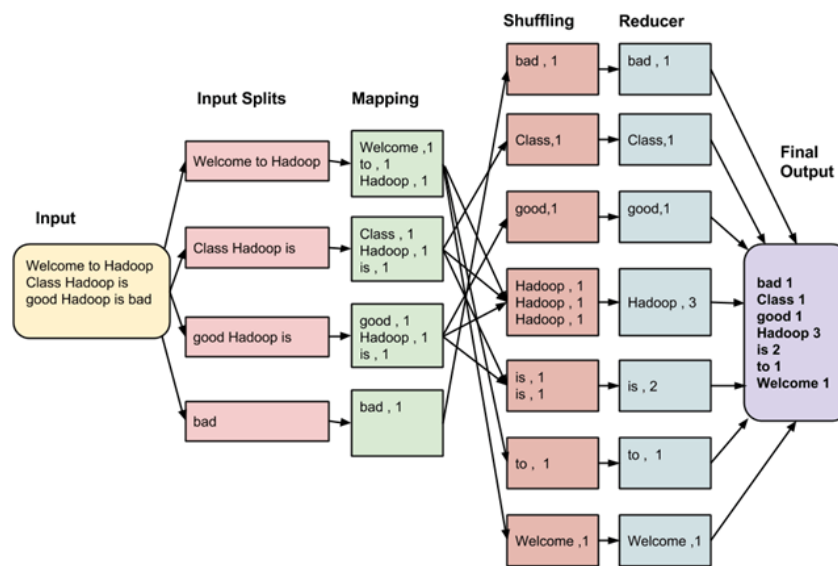 Input
Welcome to Hadoop
Class Hadoop is
good Hadoop is bad
Input Splits
Welcome to Hadoop
Class Hadoop is
good Hadoop is
bad
Mapping
Welcome ,1
to , 1
Hadoop , 1
Class , 1
Hadoop , 1
is , 1
good , 1
Hadoop , 1
is , 1
bad , 1
Shuffling
bad , 1
Class,1
good,1
Hadoop , 1
Hadoop , 1
Hadoop , 1
is , 1
is , 1
to , 1
Welcome ,1
Reducer
bad , 1
Class,1
good,1
Hadoop , 3
is , 2
to , 1
Welcome ,1
Final
Output
bad 1
Class 1
good 1
Hadoop 3
is 2
to 1
Welcome 1